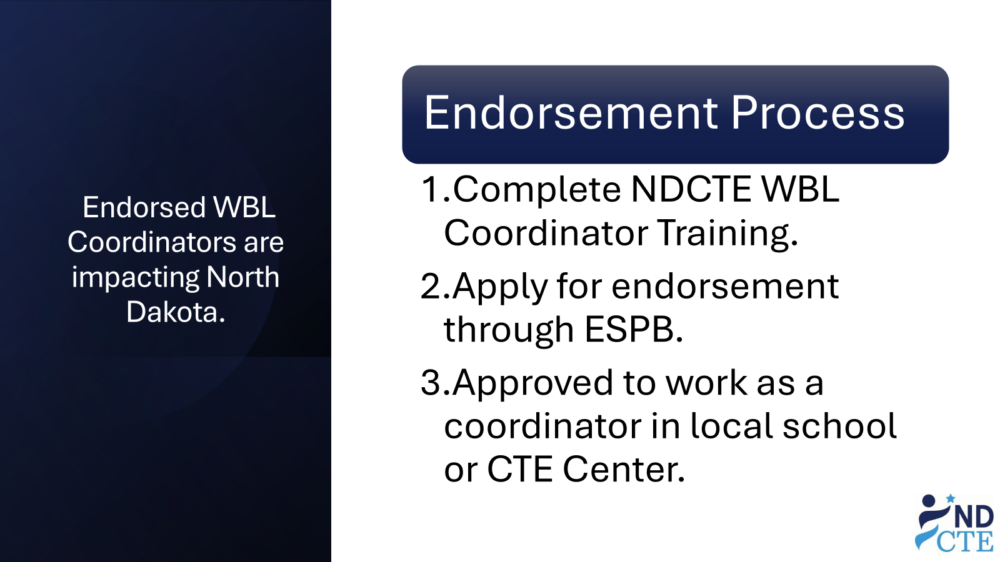 Endorsed WBL
Coordinators are
impacting North
Dakota.
Endorsement Process
1.Complete NDCTE WBL
Coordinator Training.
2.Apply for endorsement
through ESPB.
3.Approved to work as a
coordinator in local school
or CTE Center.
ND
CTE